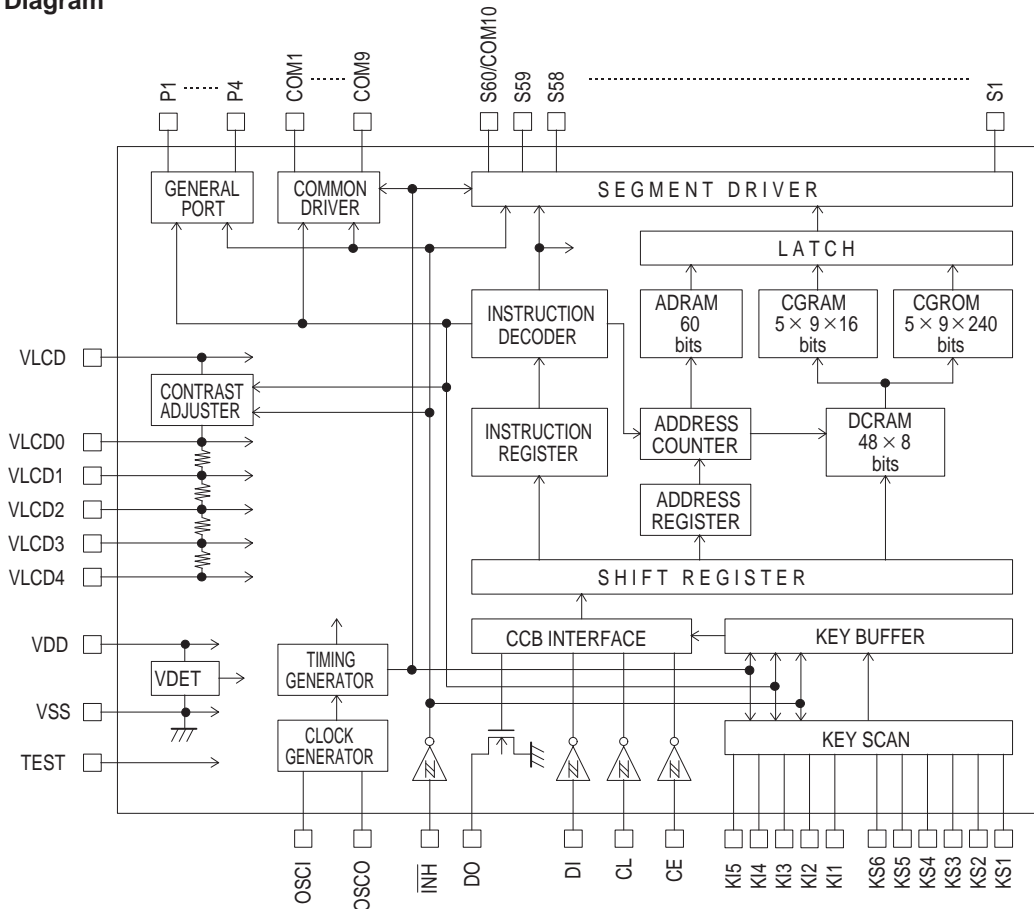 Diagram
P1
P4
COM1
COM9
S60/COM10
S59
S58
S1
GENERAL
PORT
COMMON
DRIVER
SEGMENT DRIVER
LATCH
INSTRUCTION
DECODER
ADRAM
60
bits
CGRAM
5 × 9 × 16
bits
CGROM
5 × 9 × 240
bits
VLCD
CONTRAST
ADJUSTER
INSTRUCTION
REGISTER
ADDRESS
COUNTER
DCRAM
48 × 8
bits
VLCD0
VLCD1
VLCD2
VLCD3
VLCD4
ADDRESS
REGISTER
SHIFT REGISTER
VDD
VDET
VSS
TEST
TIMING
GENERATOR
CLOCK
GENERATOR
CCB INTERFACE
KEY BUFFER
KEY SCAN
OSCI
OSCO
INH
DO
DI
CL
CE
KI5
KI4
KI3
KI2
KI1
KS6
KS5
KS4
KS3
KS2
KS1